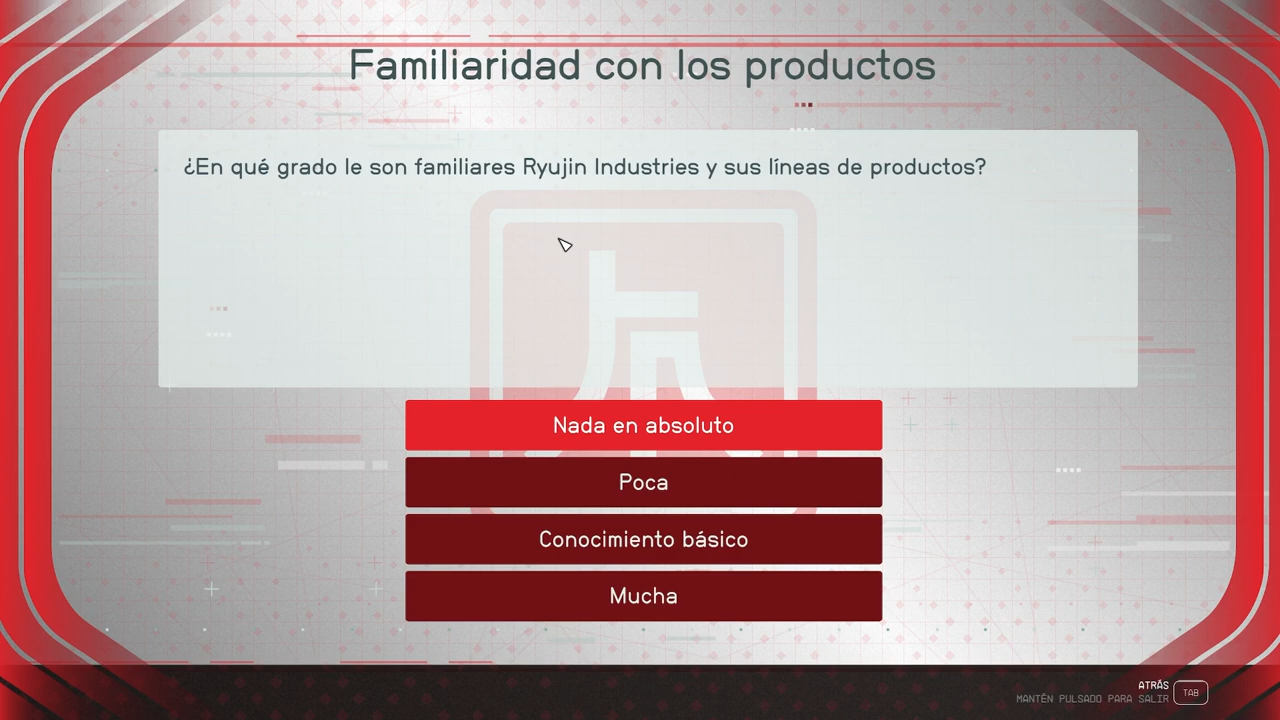 Familiaridad con los productos
¿En qué grado le son familiares Ryujin Industries y sus líneas de productos?
Nada en absoluto
Poca
Conocimiento básico
Mucha
ATRÁS
MANTÉN PULSADO PARA SALIR
TAB